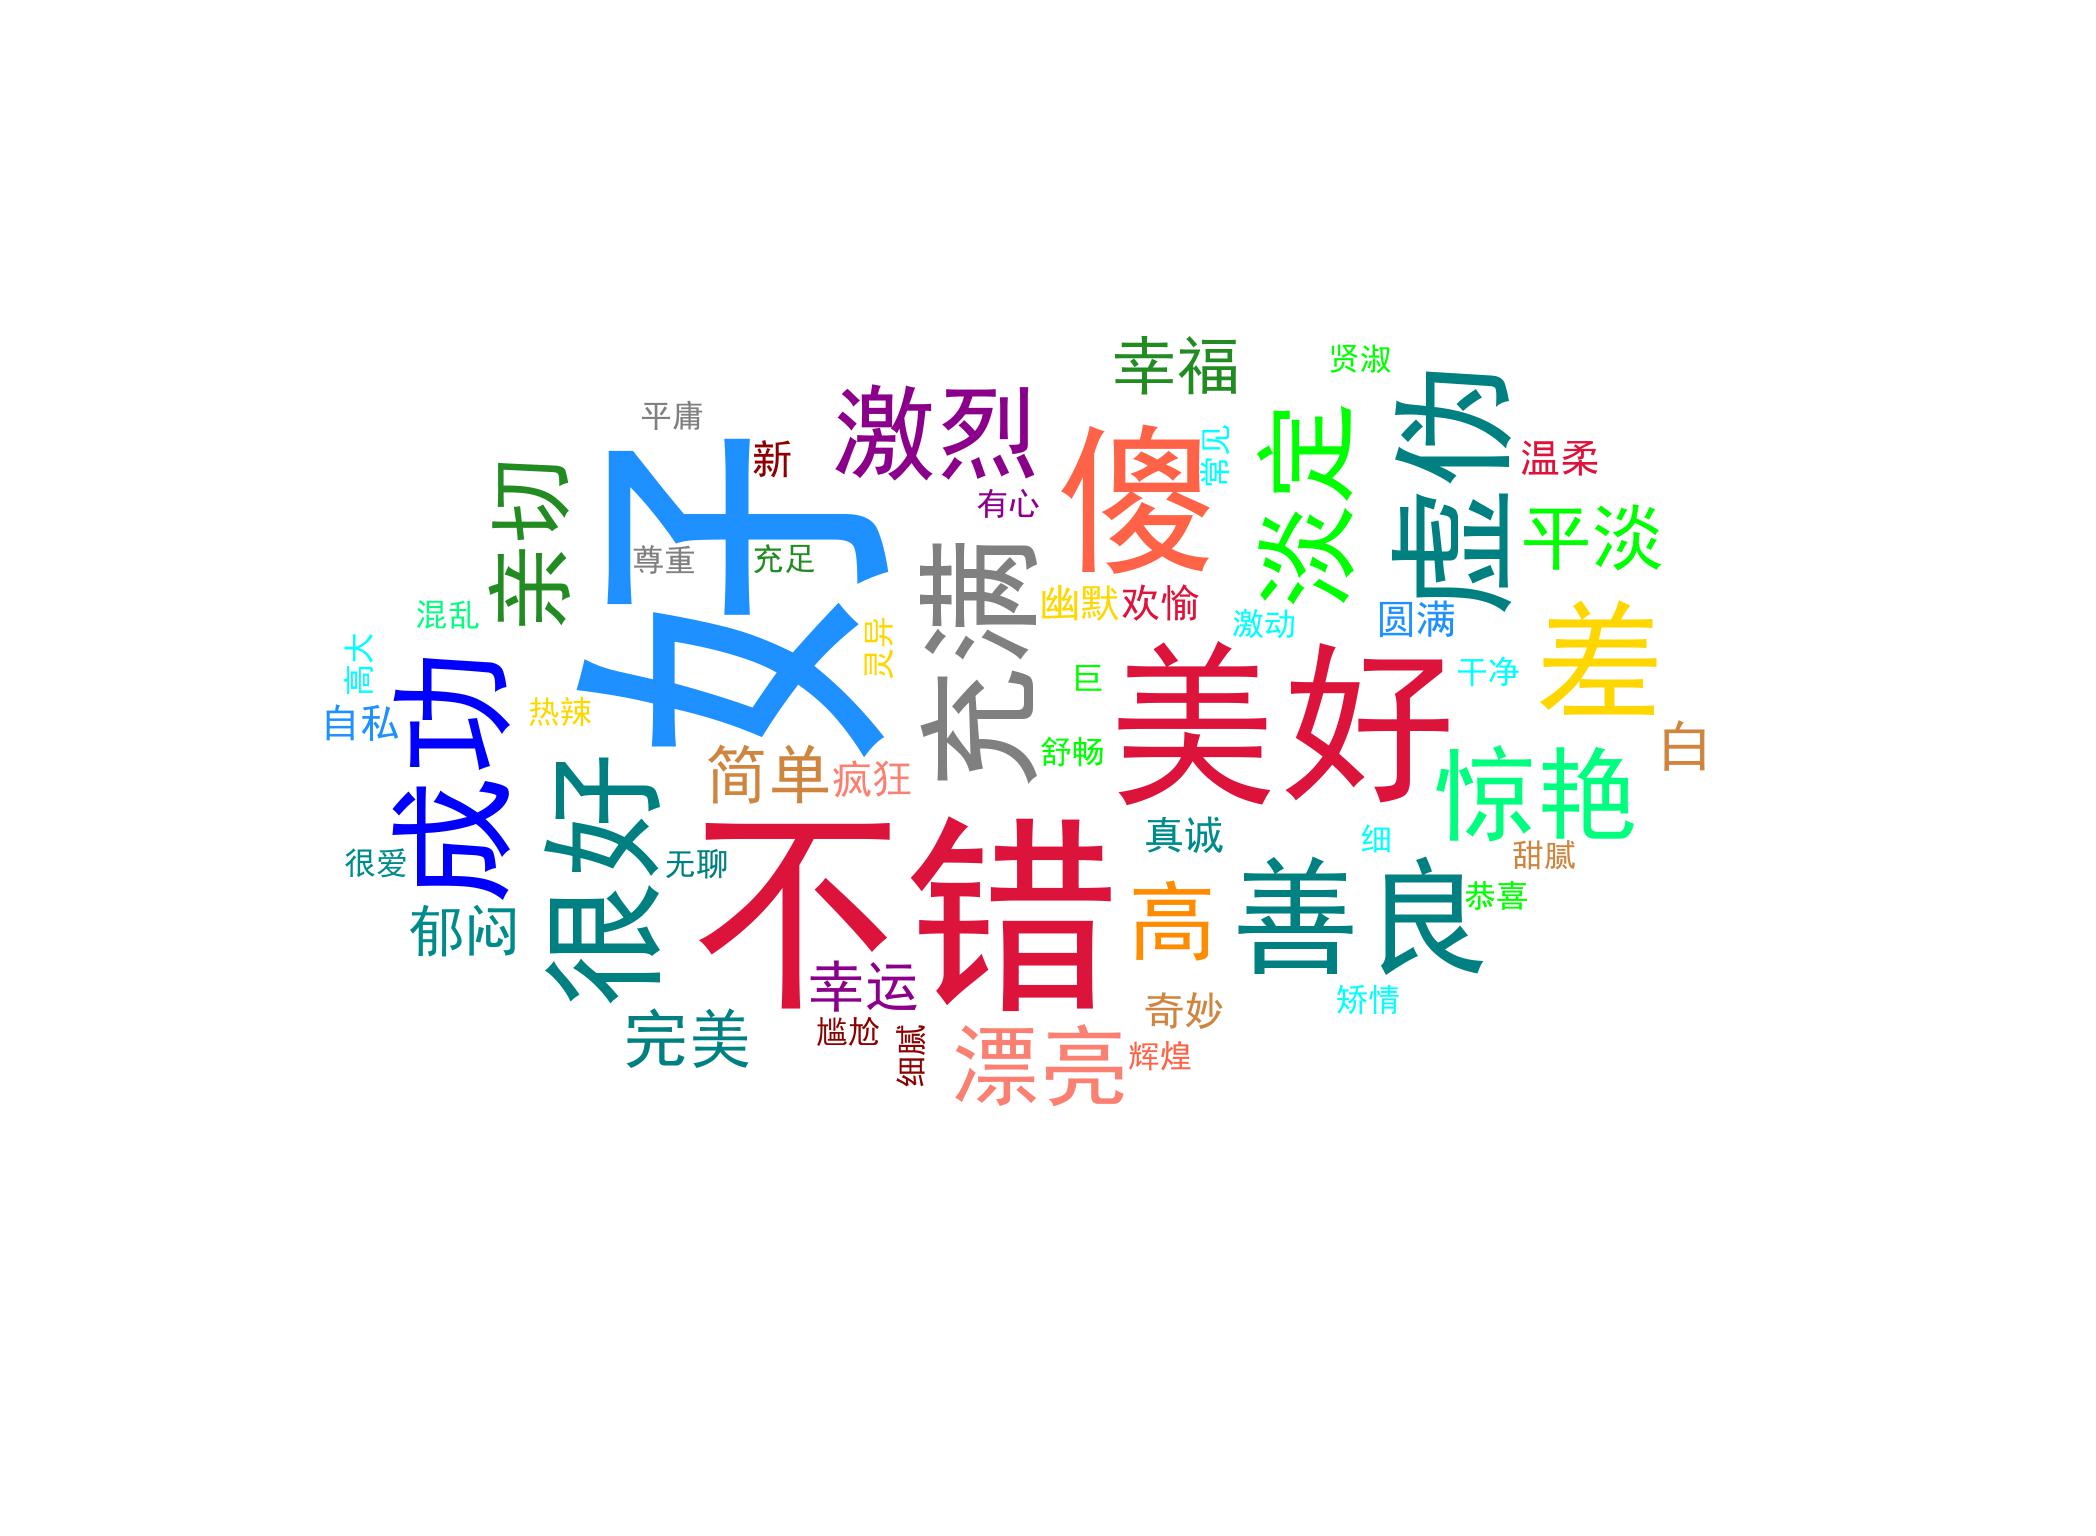 幸福
贤淑
平庸
激烈
虚伪
新
好
傻
常见
淡定
温柔
亲切
有心
平淡
尊重
充足
充满
幽默
欢愉
激动
圆满
混乱
灵异
差
高大
自私
成功
热辣
巨
美好
干净
白
简单
疯狂
舒畅
惊艳
很爱
很好
无聊
不错
真诚
细
甜腻
郁闷
高
善良
恭喜
幸运
奇妙
矫情
完美
尴尬
细腻
漂亮
辉煌